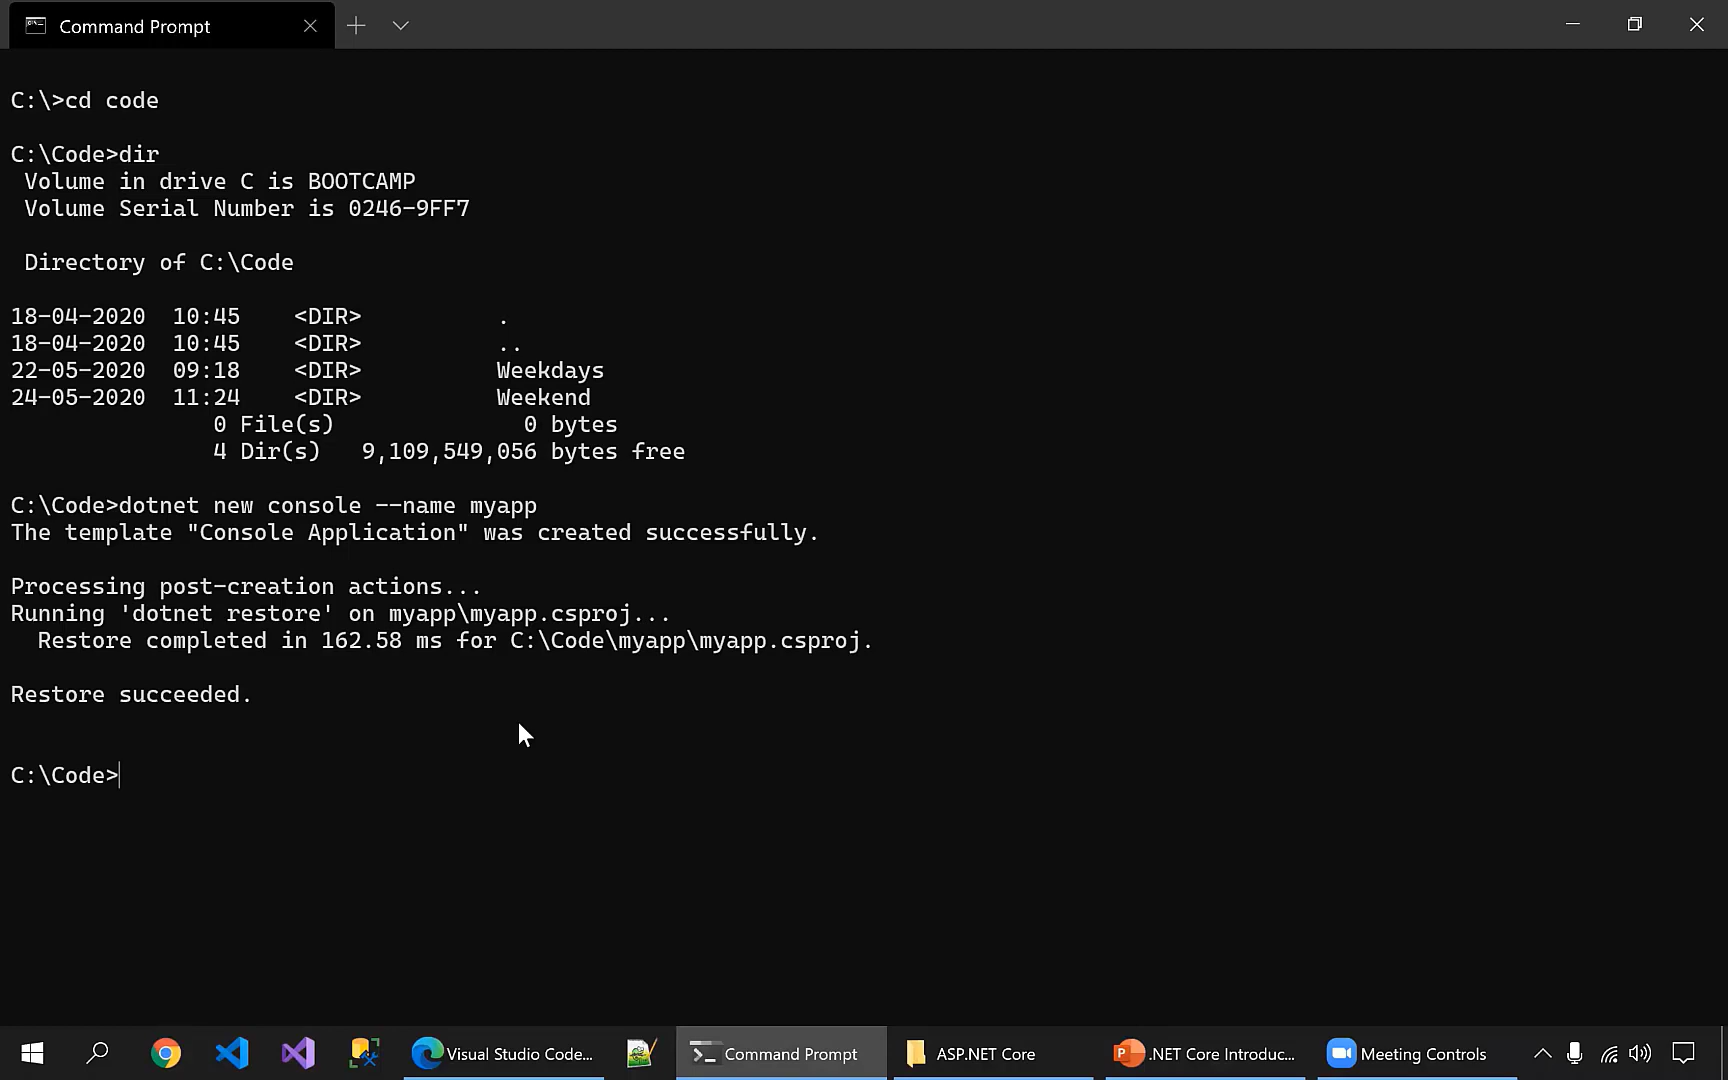 Command Prompt
C:\>cd code
C:\Code>dir
 Volume in drive C is BOOTCAMP
 Volume Serial Number is 0246-9FF7
 Directory of C:\Code
18-04-2020  10:45    <DIR>          .
18-04-2020  10:45    <DIR>          ..
22-05-2020  09:18    <DIR>          Weekdays
24-05-2020  11:24    <DIR>          Weekend
               0 File(s)              0 bytes
               4 Dir(s)   9,109,549,056 bytes free
C:\Code>dotnet new console --name myapp
The template "Console Application" was created successfully.
Processing post-creation actions...
Running 'dotnet restore' on myapp\myapp.csproj...
  Restore completed in 162.58 ms for C:\Code\myapp\myapp.csproj.
Restore succeeded.
C:\Code>
Visual Studio Code... Command Prompt ASP.NET Core .NET Core Introduc... Meeting Controls